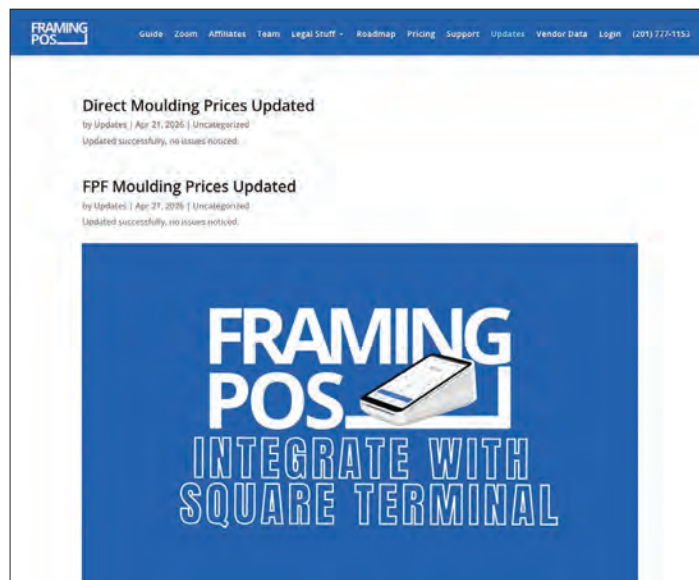 FRAMING
POS
Guide Zoom Affiliates Team Legal Stuff Roadmap Pricing Support Updates Vendor Data Login (201) 777-1153
Direct Moulding Prices Updated
by Updates | Apr 21, 2026 | Uncategorized
Updated successfully, no issues noticed.
FPF Moulding Prices Updated
by Updates | Apr 21, 2026 | Uncategorized
Updated successfully, no issues noticed.
FRAMING
POS
INTEGRATE WITH
SQUARE TERMINAL